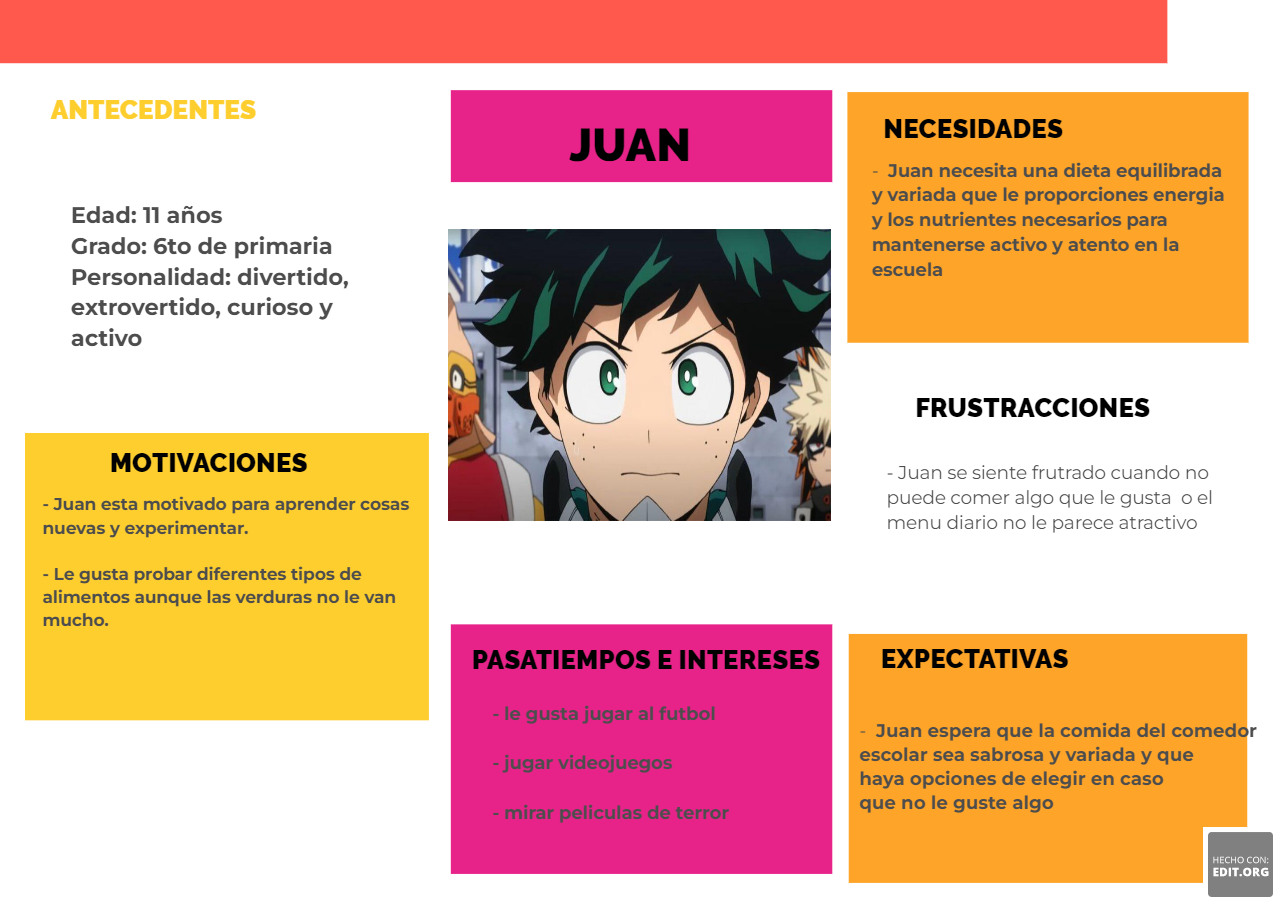 ANTECEDENTES
Edad: 11 años
Grado: 6to de primaria
Personalidad: divertido,
extrovertido, curioso y
activo
MOTIVACIONES
- Juan esta motivado para aprender cosas
nuevas y experimentar.
- Le gusta probar diferentes tipos de
alimentos aunque las verduras no le van
mucho.
JUAN
PASATIEMPOS E INTERESES
- le gusta jugar al futbol
- jugar videojuegos
- mirar peliculas de terror
NECESIDADES
- Juan necesita una dieta equilibrada
y variada que le proporciones energia
y los nutrientes necesarios para
mantenerse activo y atento en la
escuela
FRUSTRACCIONES
- Juan se siente frutrado cuando no
puede comer algo que le gusta o el
menu diario no le parece atractivo
EXPECTATIVAS
- Juan espera que la comida del comedor
escolar sea sabrosa y variada y que
haya opciones de elegir en caso
que no le guste algo
HECHO CON:
EDIT.ORG